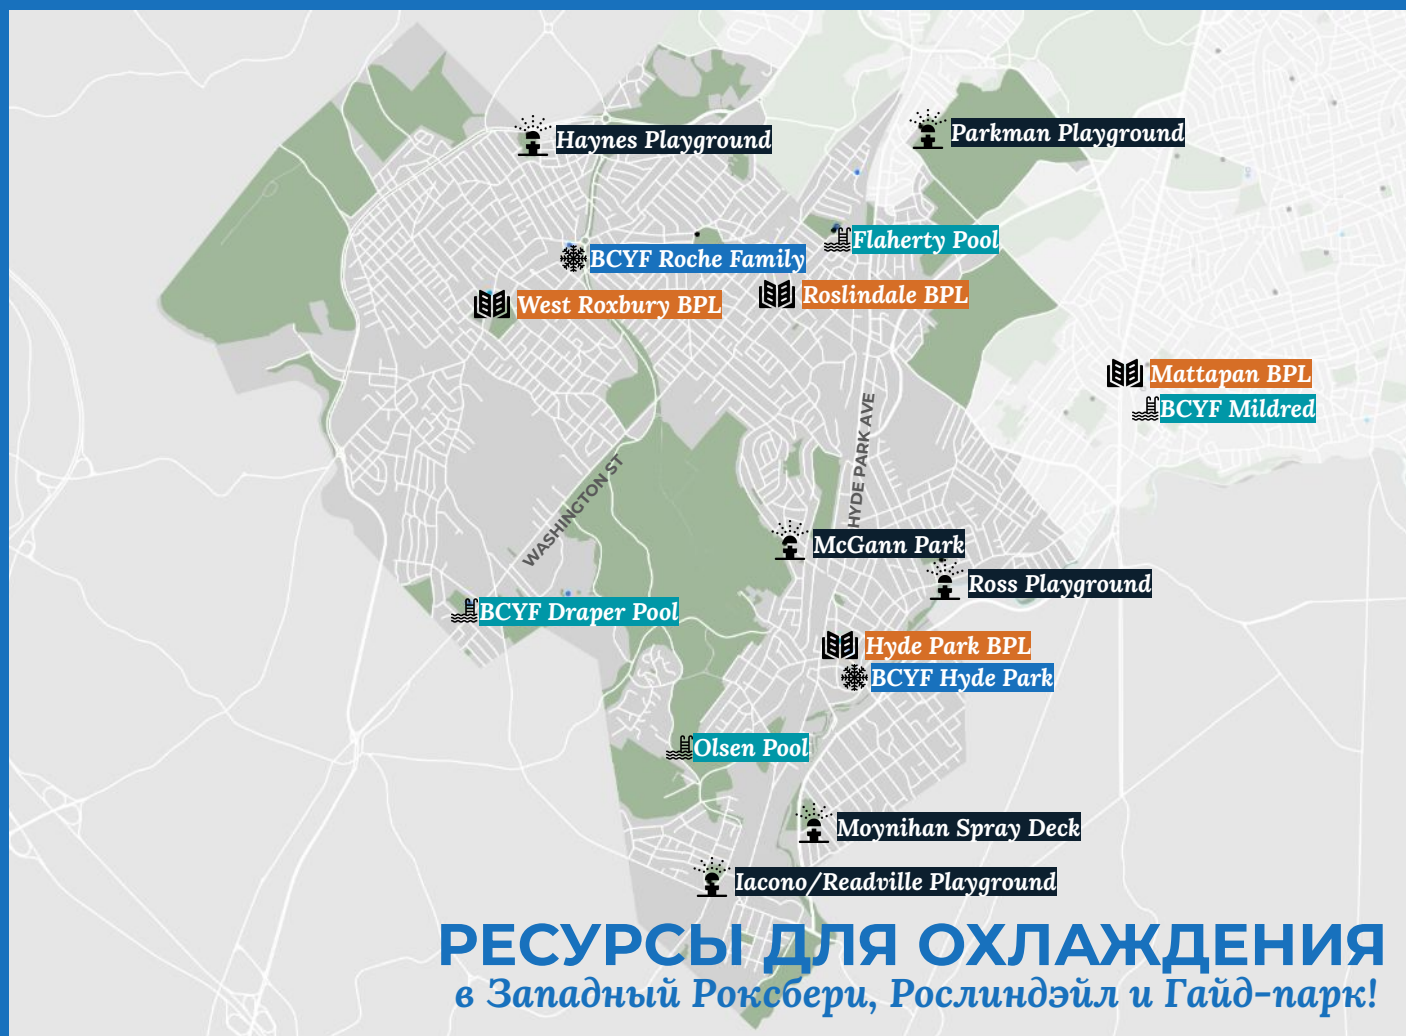 Haynes Playground
Parkman Playground
Flaherty Pool
BCYF Roche Family
Roslindale BPL
West Roxbury BPL
Mattapan BPL
BCYF Mildred
HYDE PARK AVE
WASHINGTON ST
McGann Park
Ross Playground
BCYF Draper Pool
Hyde Park BPL
BCYF Hyde Park
Olsen Pool
Moynihan Spray Deck
Iacono/Readville Playground
РЕСУРСЫ ДЛЯ ОХЛАЖДЕНИЯ
в Западный Роксбери, Рослиндэйл и Гайд-парк!